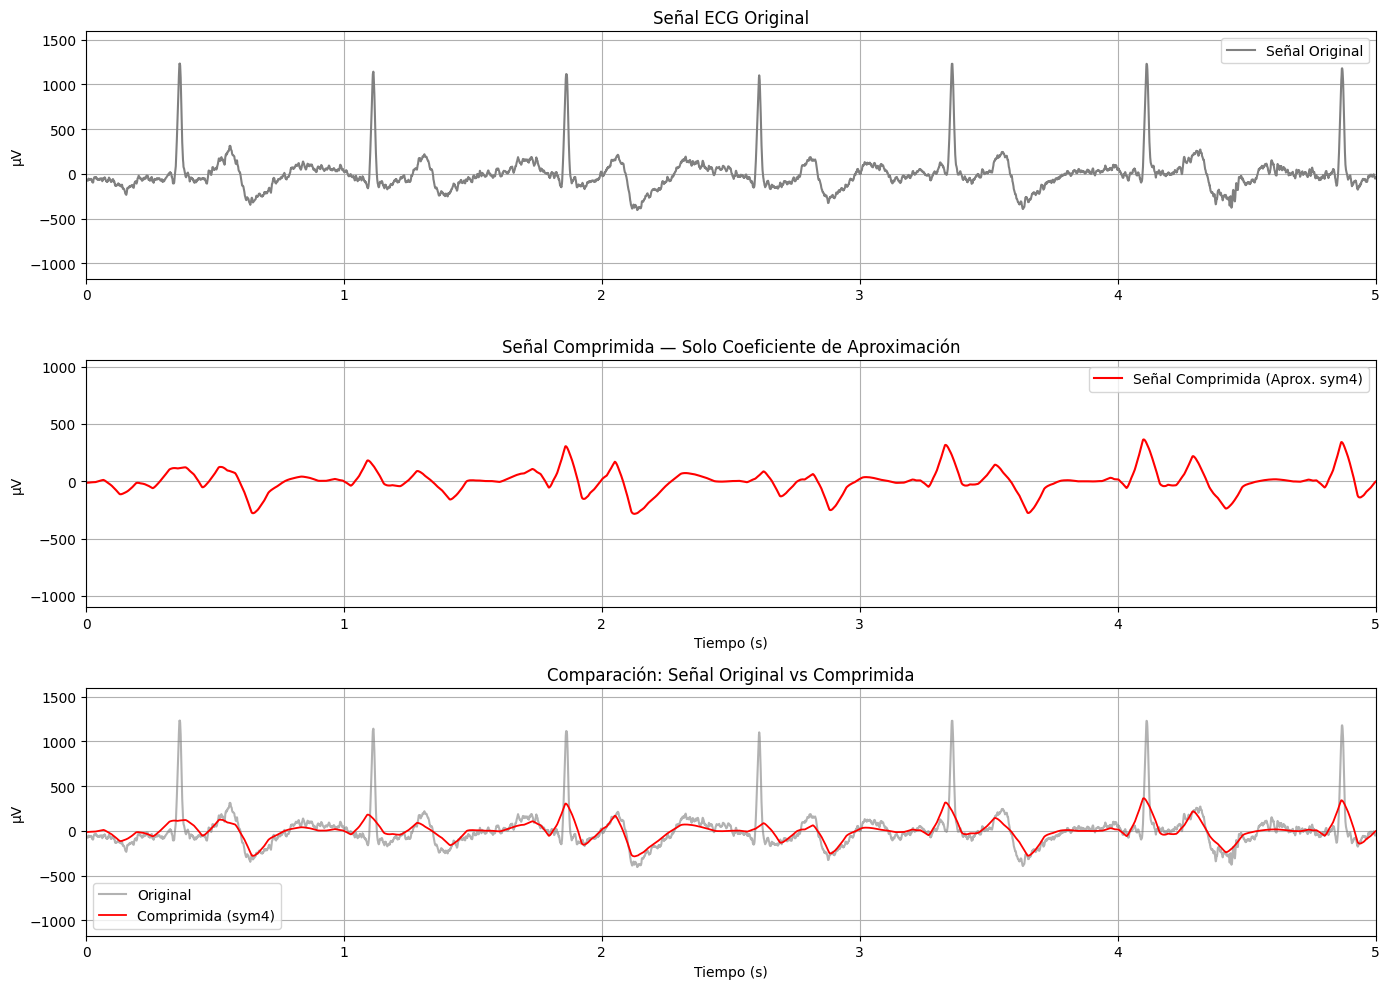 Señal ECG Original
1500
1000
500
0
−500
−1000
µV
Señal Original
0 1 2 3 4 5
Señal Comprimida — Solo Coeficiente de Aproximación
1000
500
0
−500
−1000
µV
Señal Comprimida (Aprox. sym4)
0 1 2 3 4 5
Tiempo (s)
Comparación: Señal Original vs Comprimida
1500
1000
500
0
−500
−1000
µV
Original
Comprimida (sym4)
0 1 2 3 4 5
Tiempo (s)